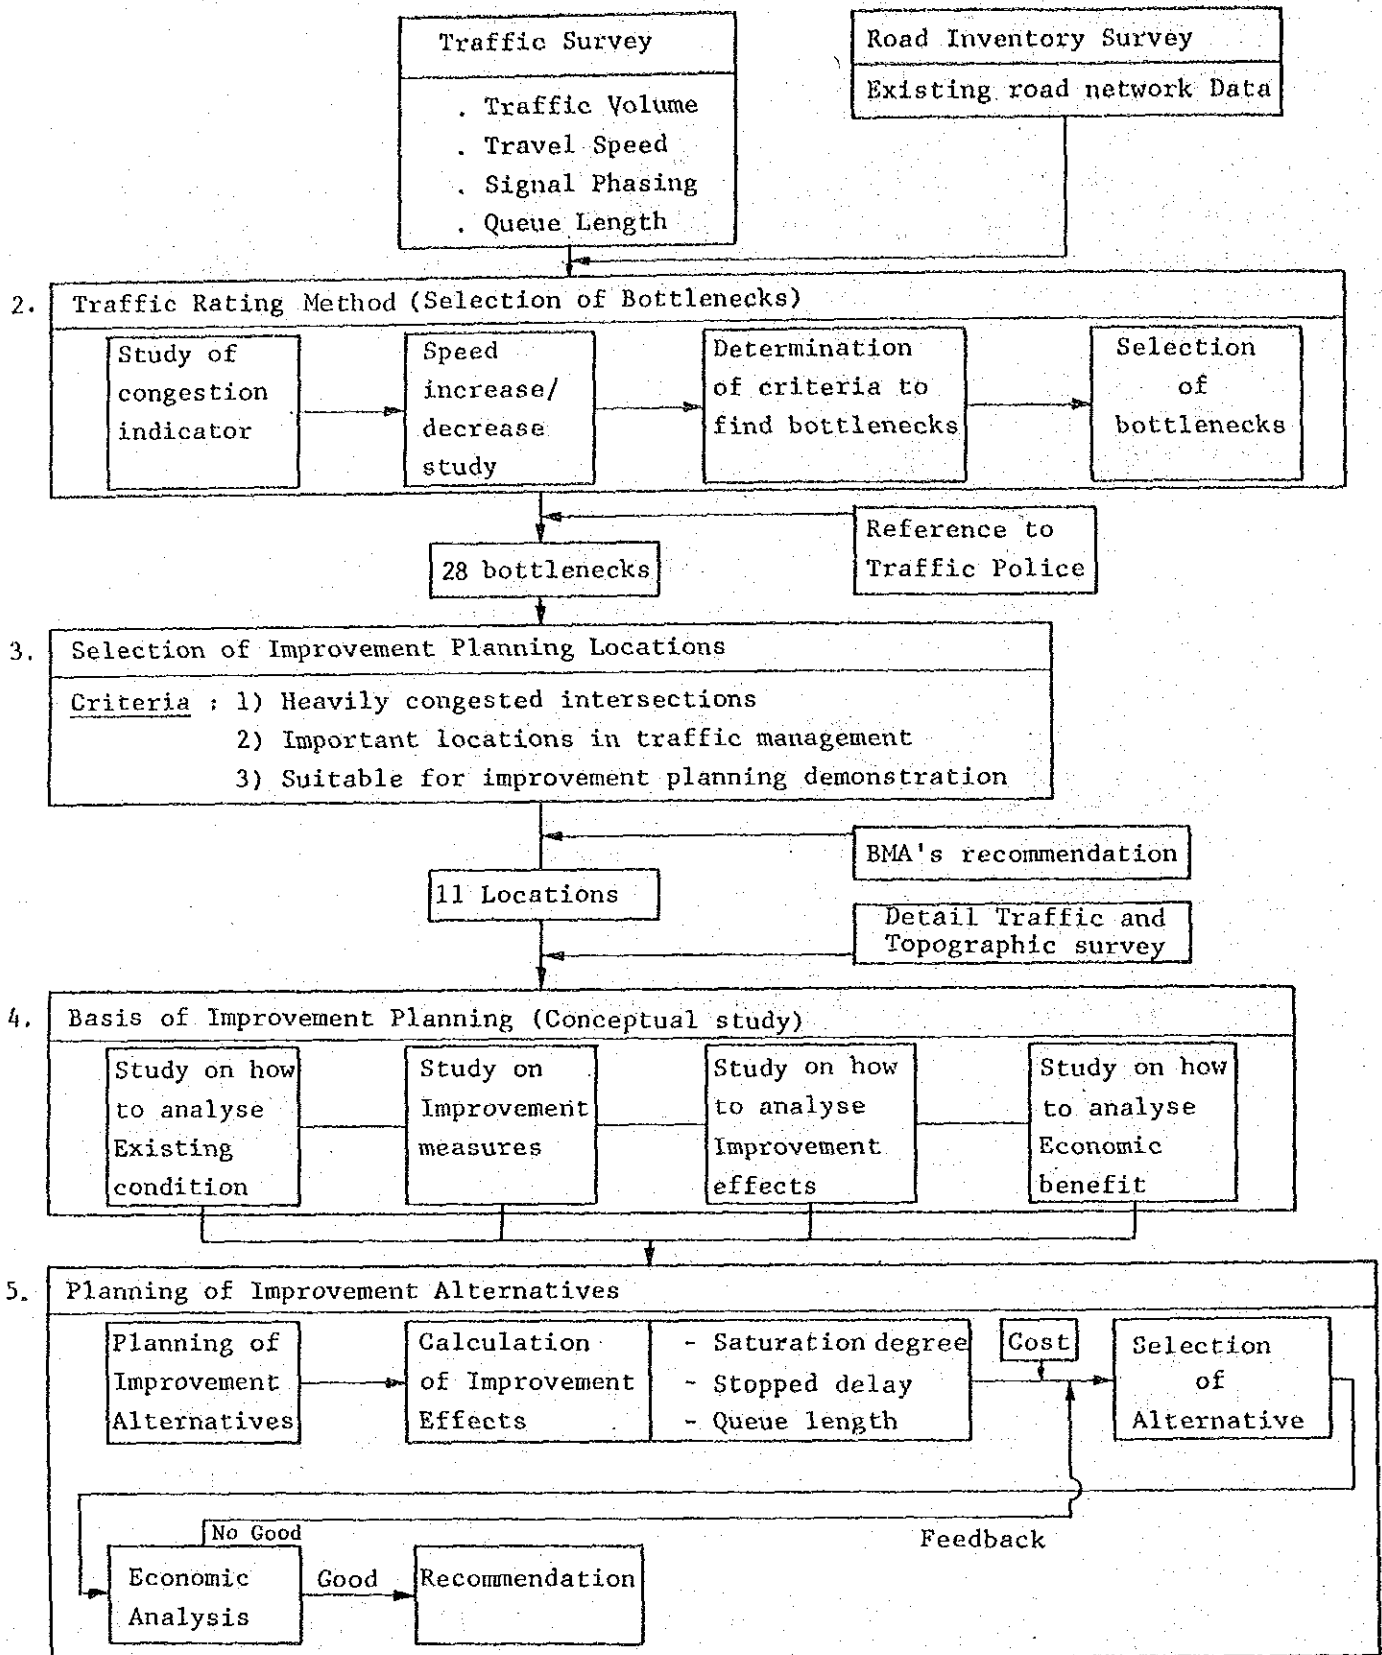 Traffic Survey
. Traffic Volume
. Travel Speed
. Signal Phasing
. Queue Length
Road Inventory Survey
Existing road network Data
2. Traffic Rating Method (Selection of Bottlenecks)
Study of
congestion
indicator
Speed
increase/
decrease
study
Determination
of criteria to
find bottlenecks
Selection
of
bottlenecks
28 bottlenecks
Reference to
Traffic Police
3. Selection of Improvement Planning Locations
Criteria : 1) Heavily congested intersections
2) Important locations in traffic management
3) Suitable for improvement planning demonstration
BMA's recommendation
11 Locations
Detail Traffic and
Topographic survey
4. Basis of Improvement Planning (Conceptual study)
Study on how
to analyse
Existing
condition
Study on
Improvement
measures
Study on how
to analyse
Improvement
effects
Study on how
to analyse
Economic
benefit
5. Planning of Improvement Alternatives
Planning of
Improvement
Alternatives
Calculation
of Improvement
Effects
- Saturation degree
- Stopped delay
- Queue length
Cost
Selection
of
Alternative
No Good
Feedback
Economic
Analysis
Good
Recommendation